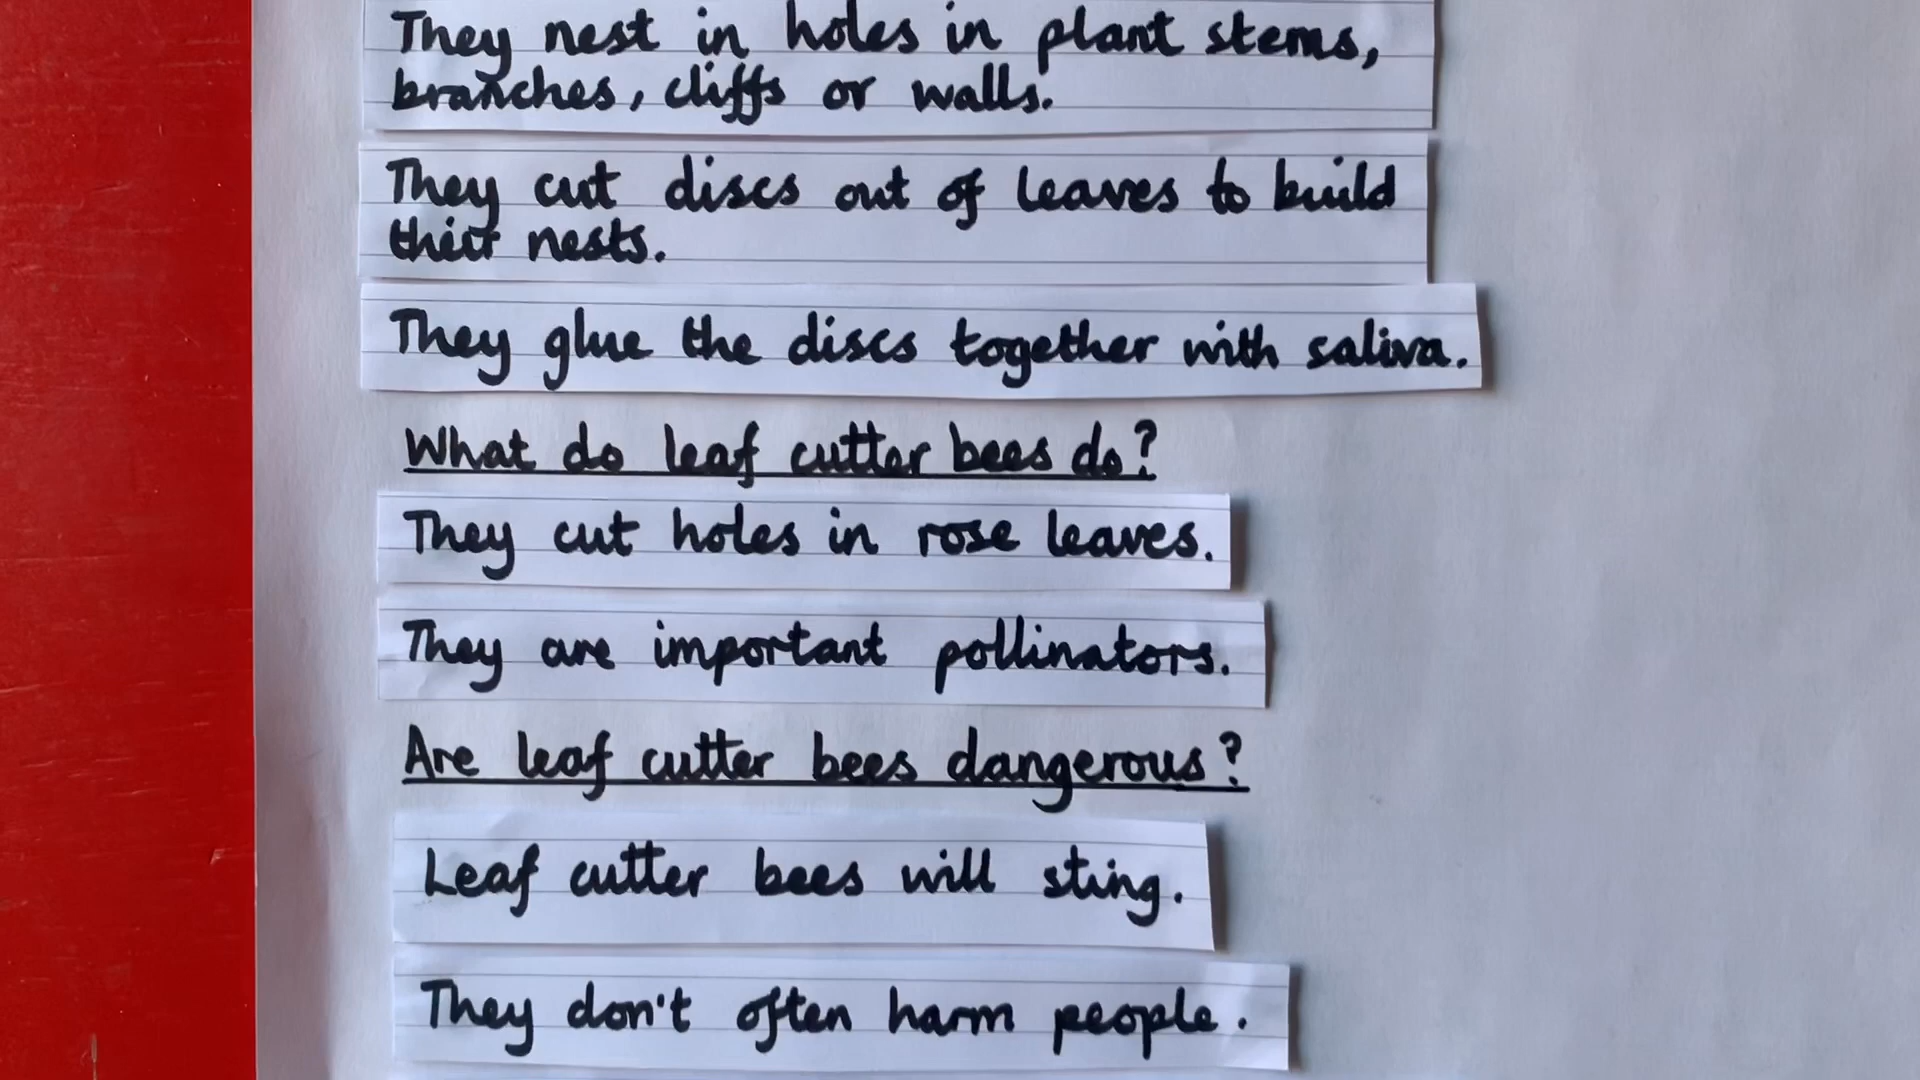 They nest in holes in plant stems,
branches, cliffs or walls.
They cut discs out of leaves to build
their nests.
They glue the discs together with saliva.
What do leaf cutter bees do?
They cut holes in rose leaves.
They are important pollinators.
Are leaf cutter bees dangerous?
Leaf cutter bees will sting.
They don't often harm people.